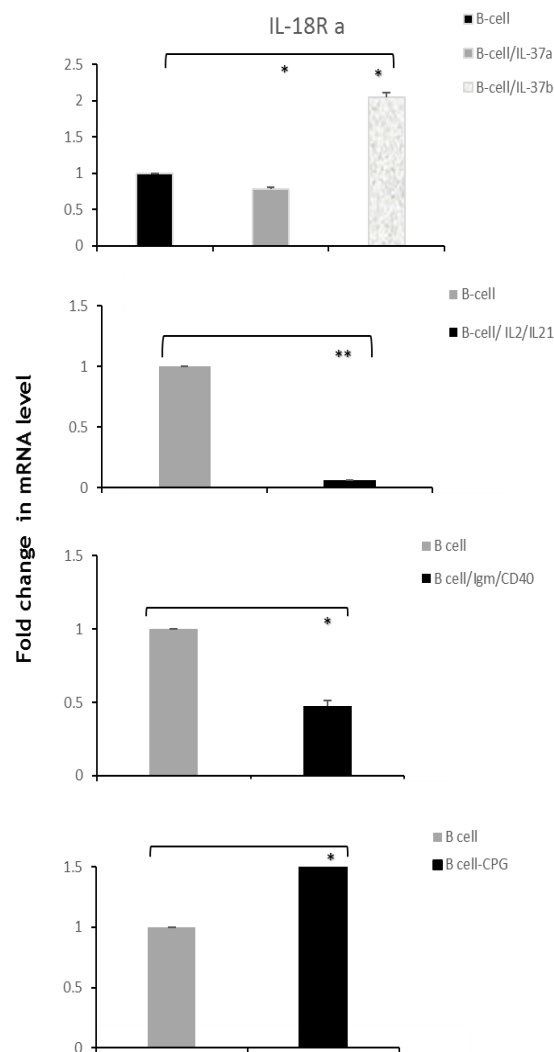 IL-18R a
B-cell
B-cell/IL-37a
B-cell/IL-37b
*
*
2.5
2
1.5
1
0.5
0
B-cell
B-cell/ IL2/IL21
**
1.5
1
0.5
0
Fold change in mRNA level
B cell
B cell/Igm/CD40
*
1.5
1
0.5
0
B cell
B cell-CPG
*
1.5
1
0.5
0